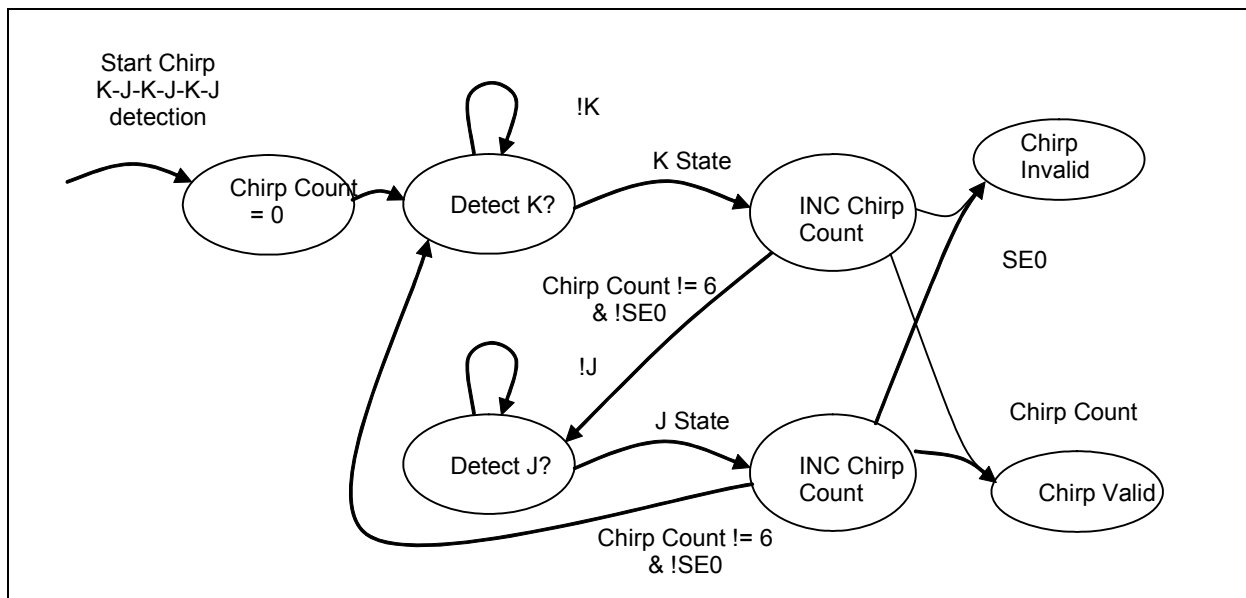 Start Chirp
K-J-K-J-K-J
detection
!K
Chirp Count
= 0
Detect K?
K State
INC Chirp
Count
Chirp
Invalid
SE0
Chirp Count != 6
& !SE0
!J
Detect J?
J State
INC Chirp
Count
Chirp Count
Chirp Valid
Chirp Count != 6
& !SE0